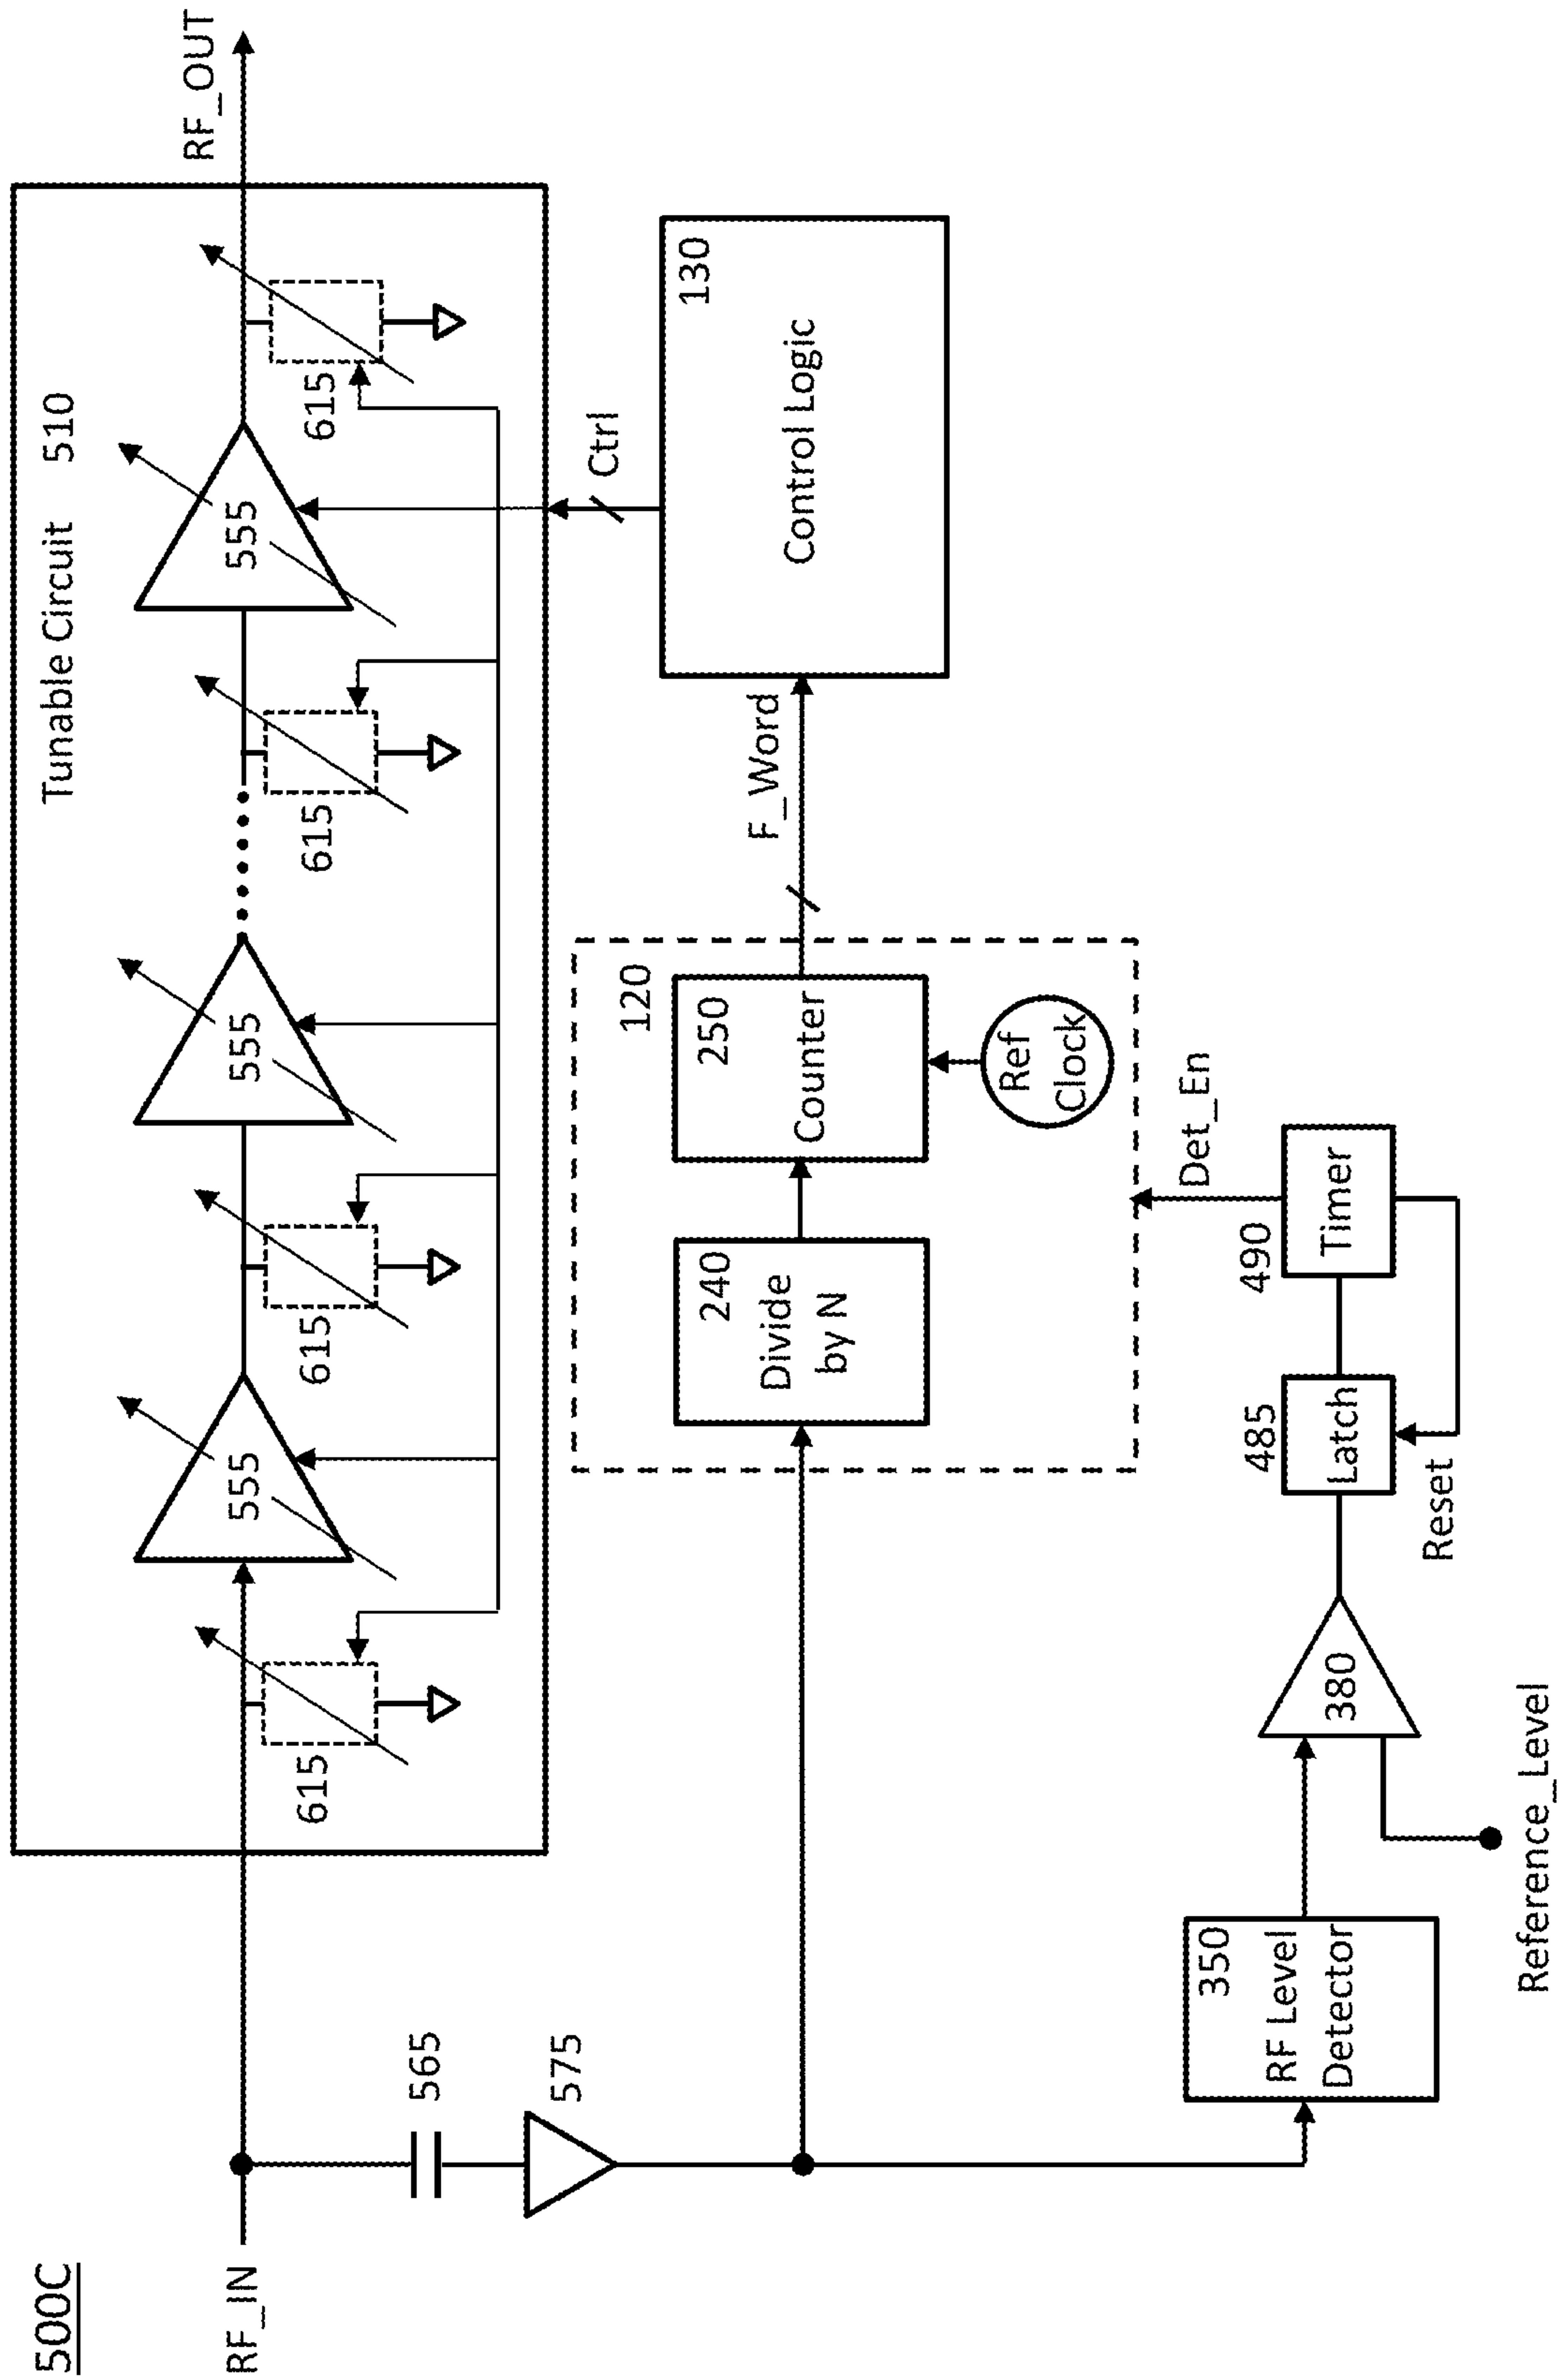 500C
RF_IN
RF_OUT
Tunable Circuit 510
615
555
615
555
615
555
615
565
575
Ctrl
120
240
Divide
by N
250
Counter
Ref
Clock
F_Word
130
Control Logic
Det_En
350
RF Level
Detector
380
Reference_Level
485
Latch
Reset
490
Timer